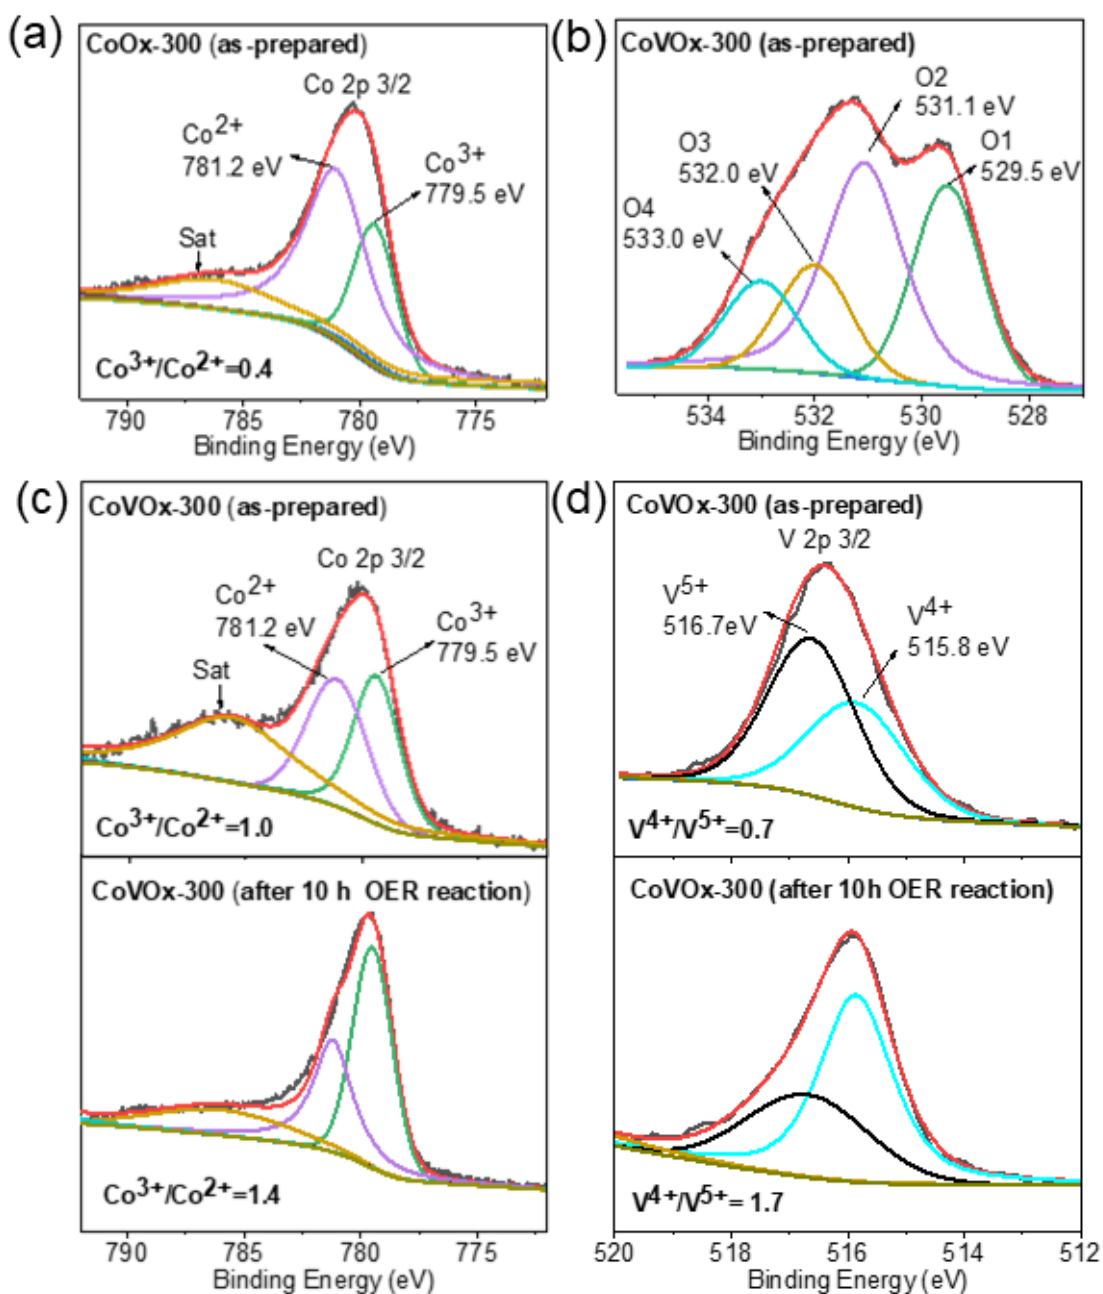 (a)
CoOx-300 (as-prepared)
Co 2p 3/2
Co2+
781.2 eV
Co3+
779.5 eV
Sat
Co3+/Co2+=0.4
790 785 780 775
Binding Energy (eV)
(b)
CoVOx-300 (as-prepared)
O2
531.1 eV
O1
529.5 eV
O3
532.0 eV
O4
533.0 eV
534 532 530 528
Binding Energy (eV)
(c)
CoVOx-300 (as-prepared)
Co 2p 3/2
Co2+
781.2 eV
Co3+
779.5 eV
Sat
Co3+/Co2+=1.0
CoVOx-300 (after 10 h OER reaction)
Co3+/Co2+=1.4
790 785 780 775
Binding Energy (eV)
(d)
CoVOx-300 (as-prepared)
V 2p 3/2
V5+
516.7eV
V4+
515.8 eV
V4+/V5+=0.7
CoVOx-300 (after 10h OER reaction)
V4+/V5+= 1.7
520 518 516 514 512
Binding Energy (eV)